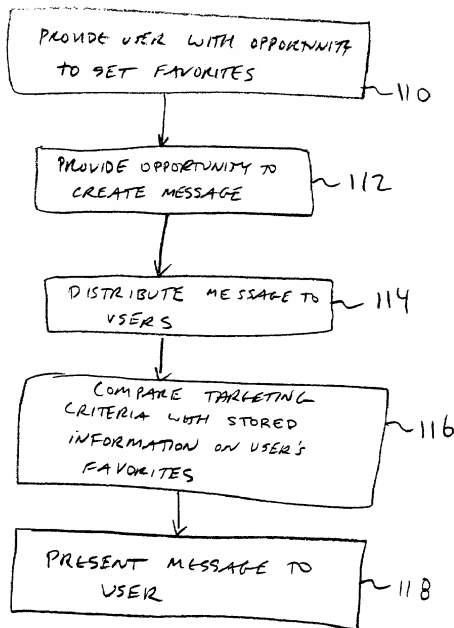 PROVIDE USER WITH OPPORTUNITY
TO SET FAVORITES
110
PROVIDE OPPORTUNITY TO
CREATE MESSAGE
112
DISTRIBUTE MESSAGE TO
USERS
114
COMPARE TARGETING
CRITERIA WITH STORED
INFORMATION ON USER'S
FAVORITES
116
PRESENT MESSAGE TO
USER
118